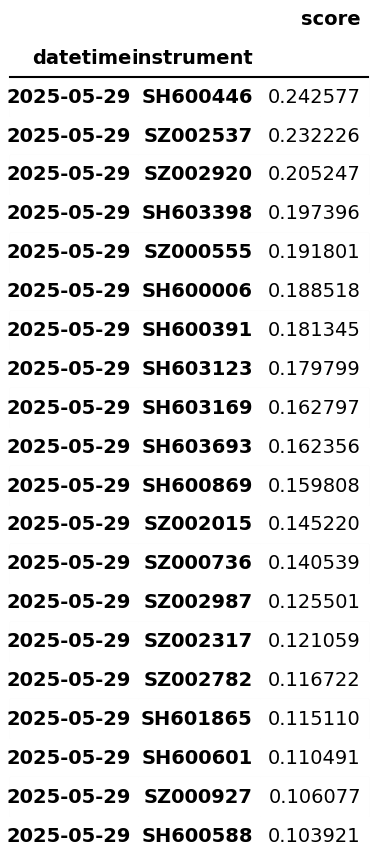 score
datetime instrument
2025-05-29 SH600446 0.242577
2025-05-29 SZ002537 0.232226
2025-05-29 SZ002920 0.205247
2025-05-29 SH603398 0.197396
2025-05-29 SZ000555 0.191801
2025-05-29 SH600006 0.188518
2025-05-29 SH600391 0.181345
2025-05-29 SH603123 0.179799
2025-05-29 SH603169 0.162797
2025-05-29 SH603693 0.162356
2025-05-29 SH600869 0.159808
2025-05-29 SZ002015 0.145220
2025-05-29 SZ000736 0.140539
2025-05-29 SZ002987 0.125501
2025-05-29 SZ002317 0.121059
2025-05-29 SZ002782 0.116722
2025-05-29 SH601865 0.115110
2025-05-29 SH600601 0.110491
2025-05-29 SZ000927 0.106077
2025-05-29 SH600588 0.103921